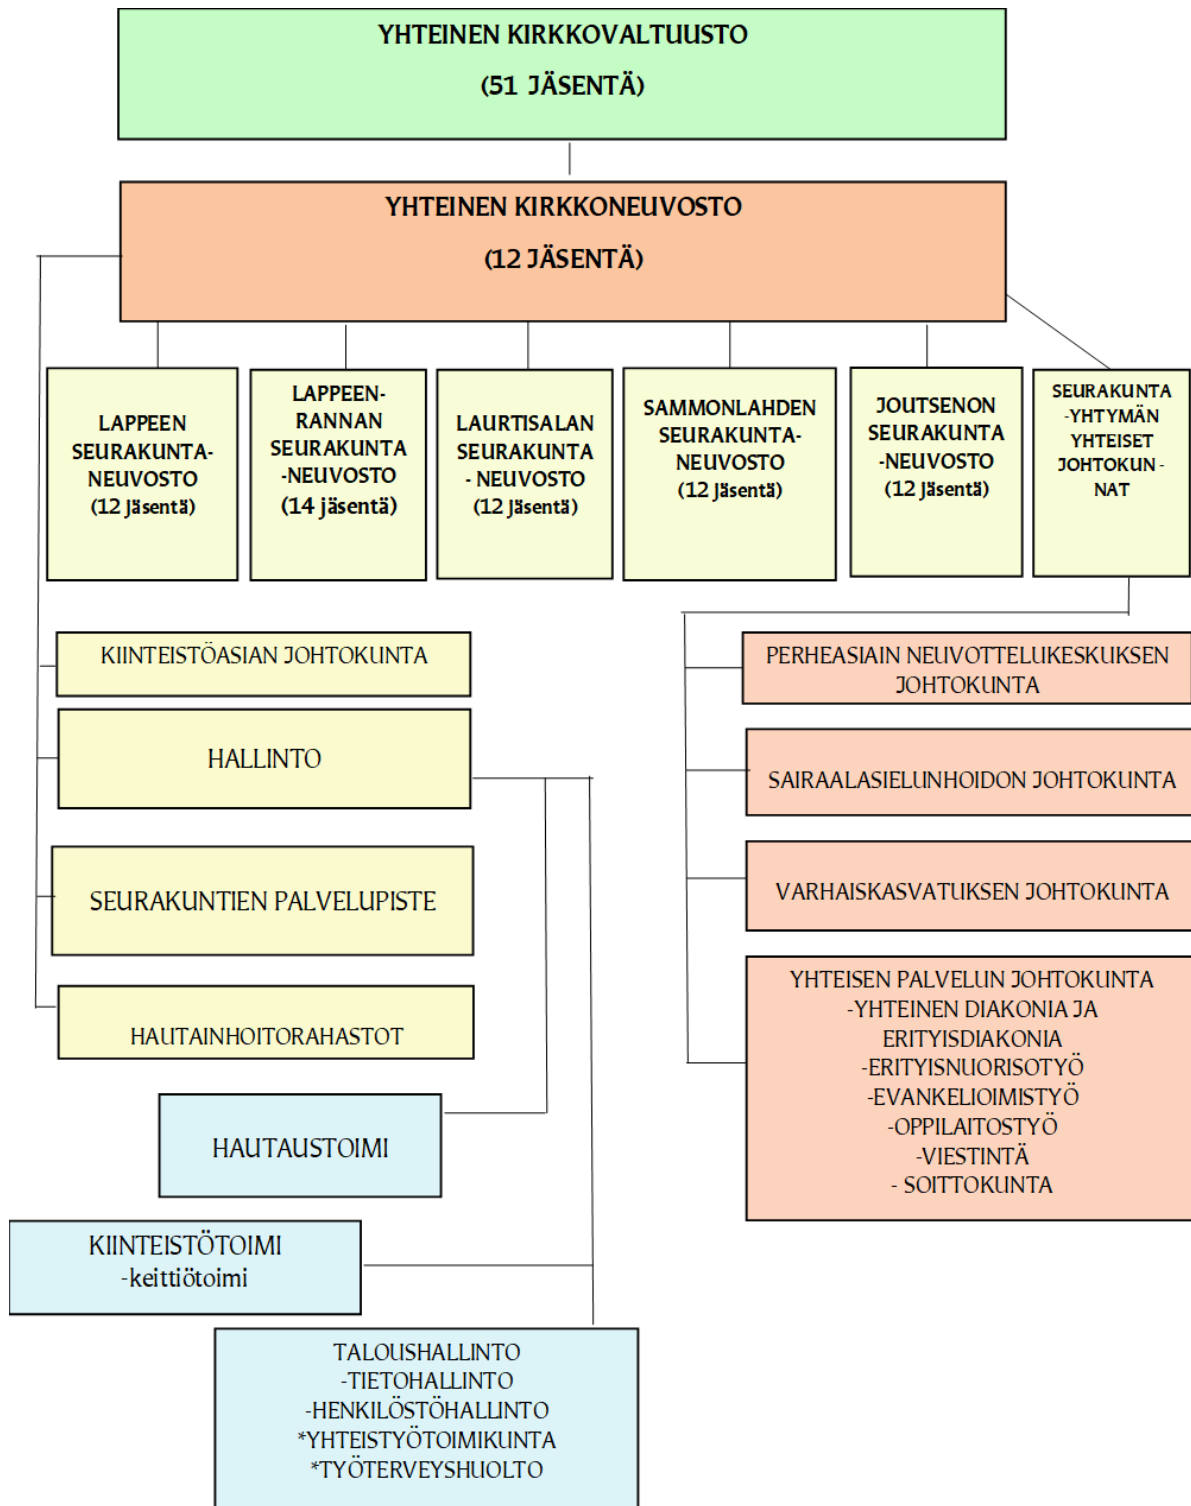 YHTEINEN KIRKKOVALTUUSTO
(51 JÄSENTÄ)
YHTEINEN KIRKKONEUVOSTO
(12 JÄSENTÄ)
LAPPEEN
SEURAKUNTA-
NEUVOSTO
(12 jäsentä)
LAPPEEN-
RANNAN
SEURAKUNTA
-NEUVOSTO
(14 jäsentä)
LAURTISALAN
SEURAKUNTA
- NEUVOSTO
(12 jäsentä)
SAMMONLAHDEN
SEURAKUNTA-
NEUVOSTO
(12 jäsentä)
JOUTSENON
SEURAKUNTA
-NEUVOSTO
(12 jäsentä)
SEURAKUNTA
-YHTYMÄN
YHTEISET
JOHTOKUN -
NAT
KIINTEISTÖASIAN JOHTOKUNTA
HALLINTO
SEURAKUNTIEN PALVELUPISTE
HAUTAINHOITORAHASTOT
HAUTAUSTOIMI
KIINTEISTÖTOIMI
-keittiötoimi
TALOUSHALLINTO
-TIETOHALLINTO
-HENKILÖSTÖHALLINTO
*YHTEISTYÖTOIMIKUNTA
*TYÖTERVEYSHUOLTO
PERHEASIAIN NEUVOTTELUKESKUKSEN
JOHTOKUNTA
SAIRAALASIELUNHOIDON JOHTOKUNTA
VARHAISKASVATUKSEN JOHTOKUNTA
YHTEISEN PALVELUN JOHTOKUNTA
-YHTEINEN DIAKONIA JA
ERITYISDIAKONIA
-ERITYISNUORISOTYÖ
-EVANKELIOIMISTYÖ
-OPPILAITOSTYÖ
-VIESTINTÄ
- SOITTOKUNTA